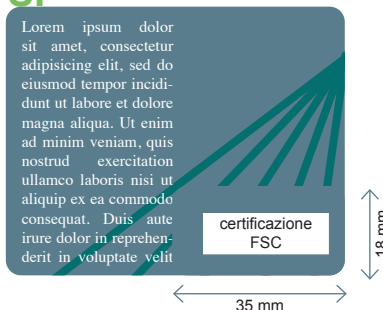 Lorem ipsum dolor
sit amet, consectetur
adipisicing elit, sed do
eiusmod tempor incidi-
dunt ut labore et dolore
magna aliqua. Ut enim
ad minim veniam, quis
nostrud exercitation
ullamco laboris nisi ut
aliquip ex ea commodo
consequat. Duis aute
irure dolor in reprehen-
derit in voluptate velit
certificazione
FSC
18 mm
35 mm